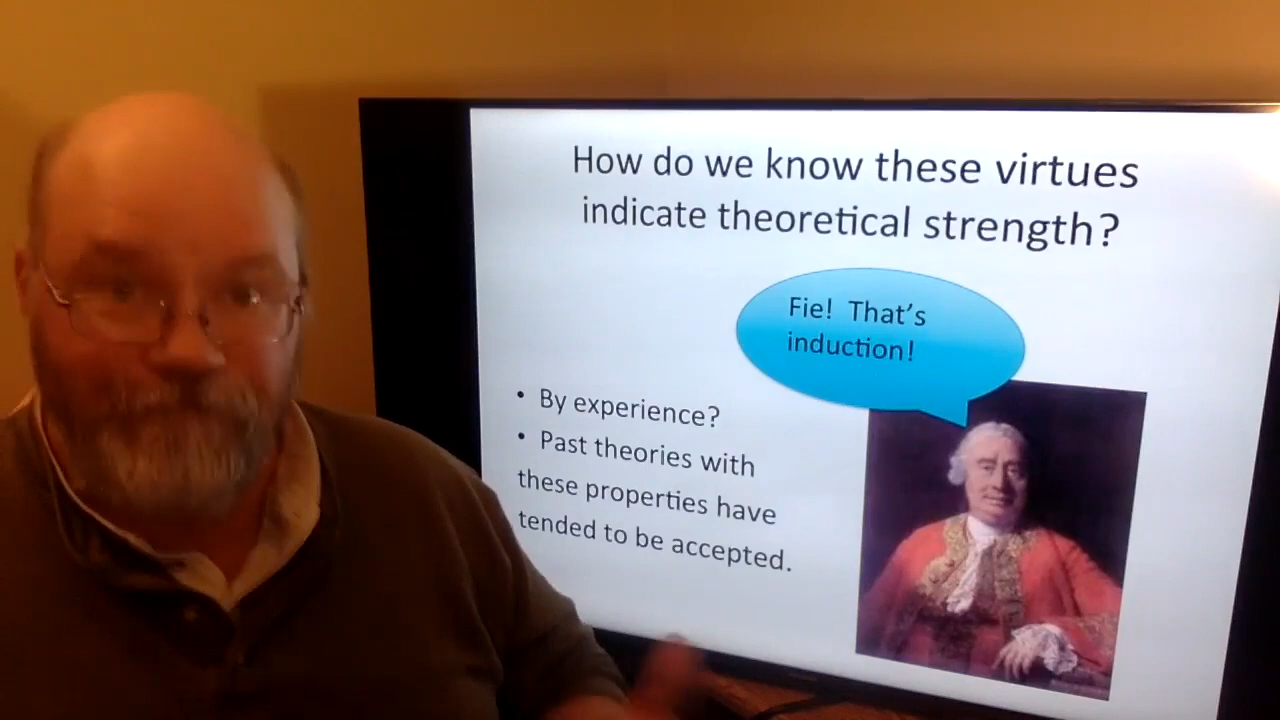 How do we know these virtues
indicate theoretical strength?
Fie! That's
induction!
• By experience?
• Past theories with
these properties have
tended to be accepted.